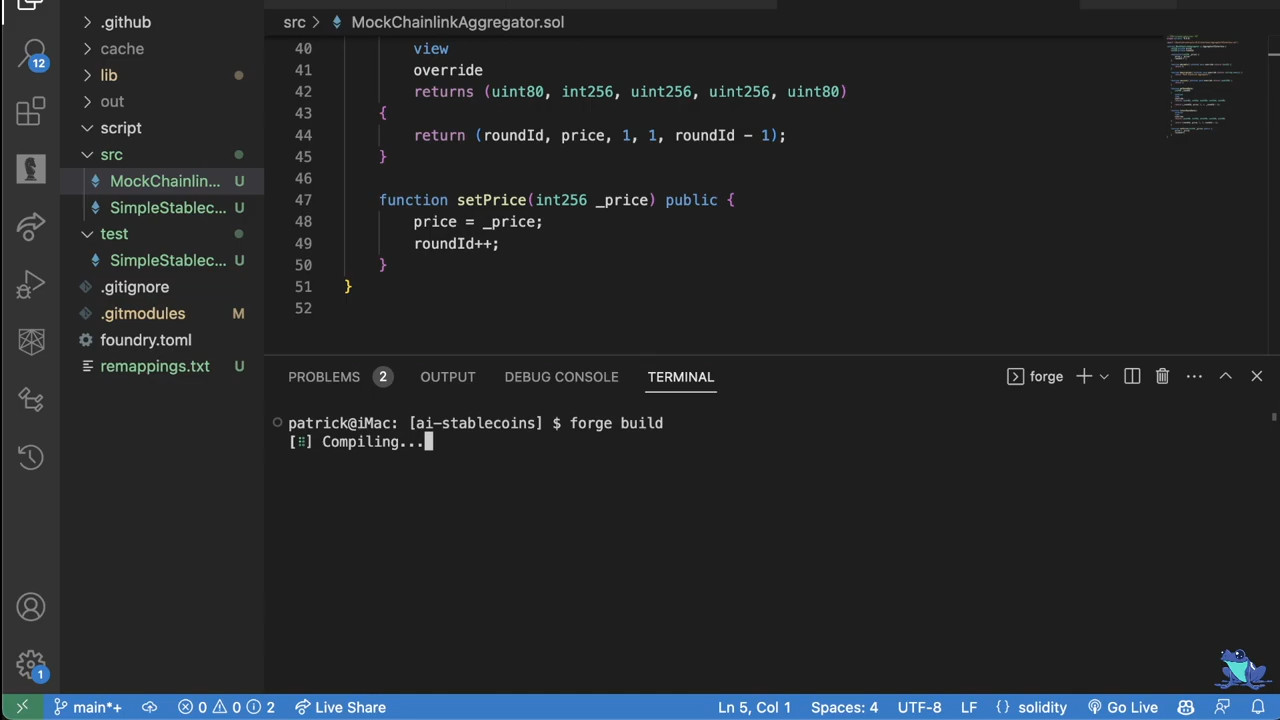 .github
cache
lib
out
script
src
MockChainlin... U
SimpleStablec... U
test
SimpleStablec... U
.gitignore
.gitmodules M
foundry.toml
remappings.txt U
12
1
src > MockChainlinkAggregator.sol
40 view
41 override
42 returns (uint80, int256, uint256, uint256, uint80)
43 {
44 return (roundId, price, 1, 1, roundId - 1);
45 }
46
47 function setPrice(int256 _price) public {
48 price = _price;
49 roundId++;
50 }
51 }
52
PROBLEMS 2 OUTPUT DEBUG CONSOLE TERMINAL forge
patrick@iMac: [ai-stablecoins] $ forge build
[⠿] Compiling...
main*+ 0 0 2 Live Share Ln 5, Col 1 Spaces: 4 UTF-8 LF {} solidity Go Live